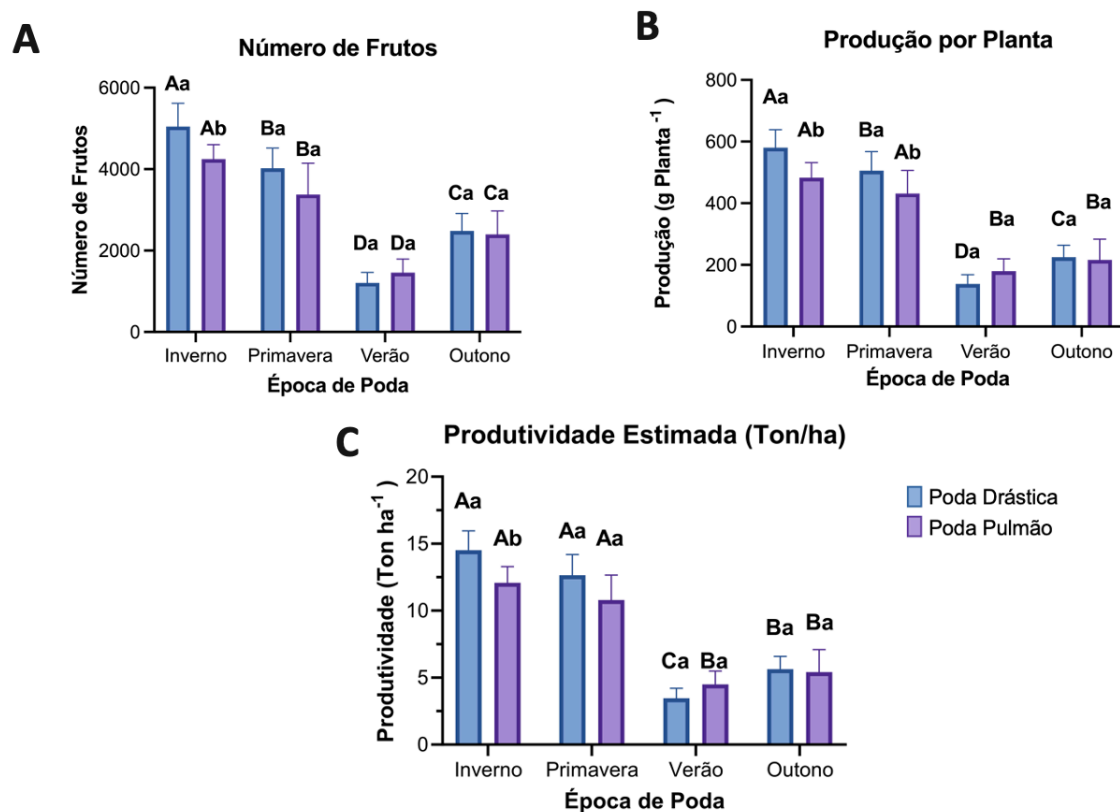 A
Número de Frutos
Número de Frutos
6000
4000
2000
0
Aa
Ab
Ba
Ba
Da Da
Ca Ca
Inverno Primavera Verão Outono
Época de Poda
B
Produção por Planta
Produção (g Planta ⁻¹ )
800
600
400
200
0
Aa
Ab
Ba
Ab
Da
Ba
Ca
Ba
Inverno Primavera Verão Outono
Época de Poda
C
Produtividade Estimada (Ton/ha)
Produtividade (Ton ha⁻¹ )
20
15
10
5
0
Aa
Ab
Aa Aa
Ca Ba
Ba Ba
Inverno Primavera Verão Outono
Época de Poda
Poda Drástica
Poda Pulmão